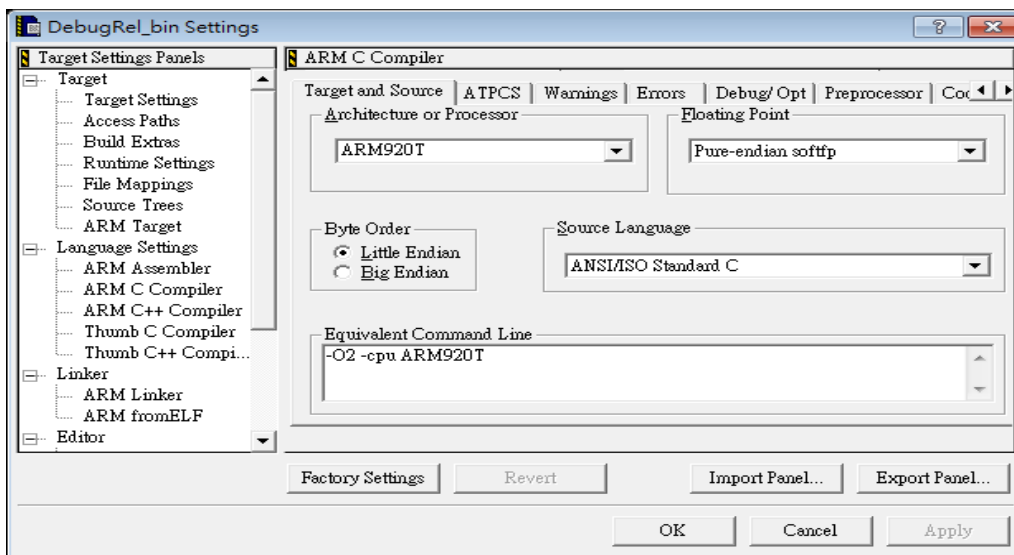 DebugRel_bin Settings
Target Settings Panels
Target
Target Settings
Access Paths
Build Extras
Runtime Settings
File Mappings
Source Trees
ARM Target
Language Settings
ARM Assembler
ARM C Compiler
ARM C++ Compiler
Thumb C Compiler
Thumb C++ Compi...
Linker
ARM Linker
ARM fromELF
Editor
ARM C Compiler
Target and Source ATPCS Warnings Errors Debug/Opt Preprocessor
Architecture or Processor
ARM920T
Floating Point
Pure-endian softfp
Byte Order
Little Endian
Big Endian
Source Language
ANSI/ISO Standard C
Equivalent Command Line
-O2 -cpu ARM920T
Factory Settings
Revert
Import Panel...
Export Panel...
OK
Cancel
Apply